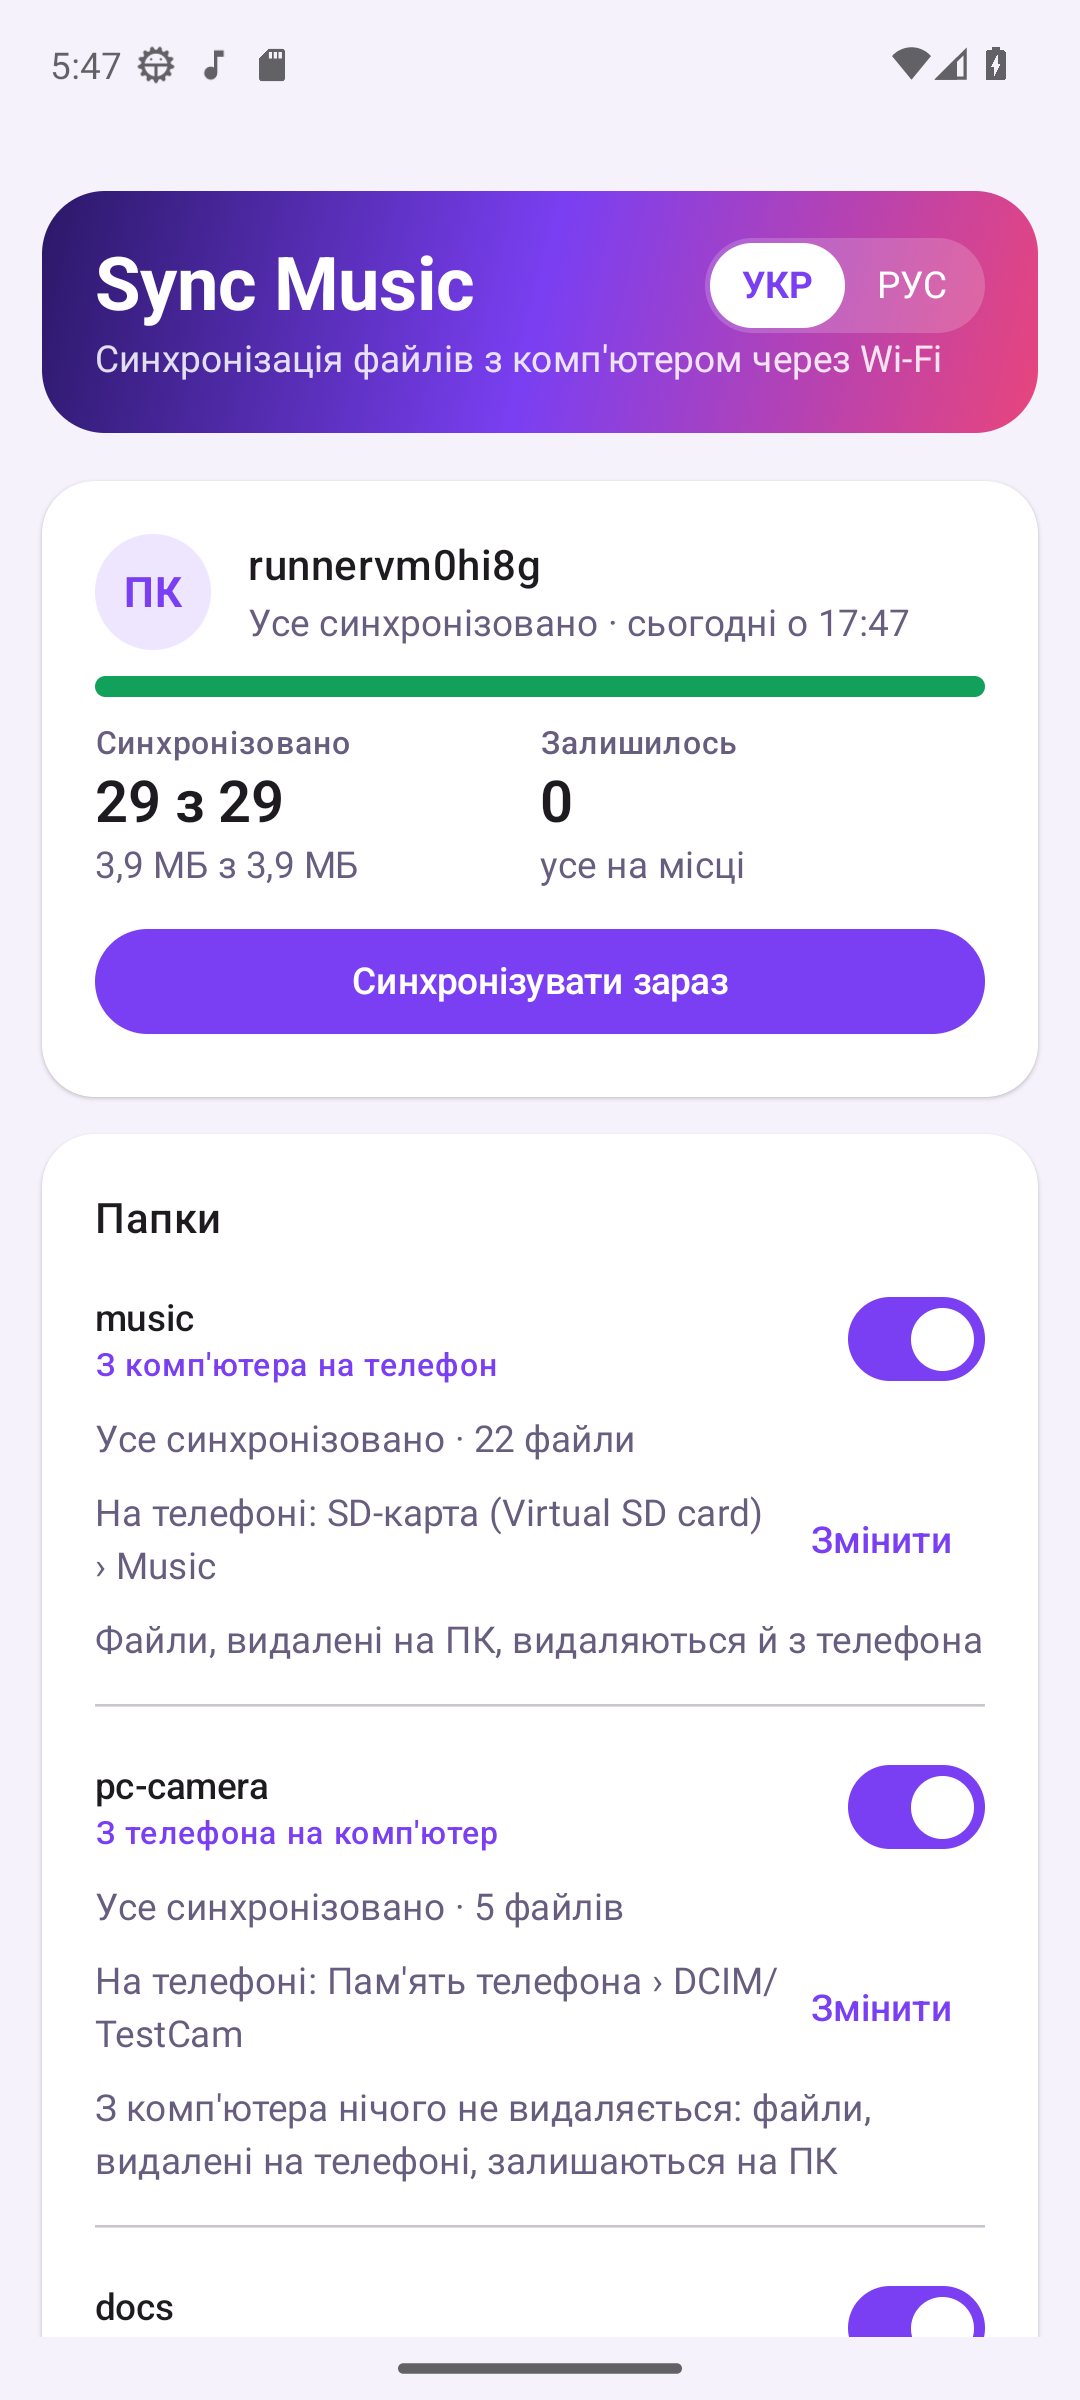 5:47
Sync Music
УКР РУС
Синхронізація файлів з комп'ютером через Wi-Fi
ПК
runnervm0hi8g
Усе синхронізовано · сьогодні о 17:47
Синхронізовано
29 з 29
3,9 МБ з 3,9 МБ
Залишилось
0
усе на місці
Синхронізувати зараз
Папки
music
З комп'ютера на телефон
Усе синхронізовано · 22 файли
На телефоні: SD-карта (Virtual SD card)
› Music
Змінити
Файли, видалені на ПК, видаляються й з телефона
pc-camera
З телефона на комп'ютер
Усе синхронізовано · 5 файлів
На телефоні: Пам'ять телефона › DCIM/
TestCam
Змінити
З комп'ютера нічого не видаляється: файли,
видалені на телефоні, залишаються на ПК
docs